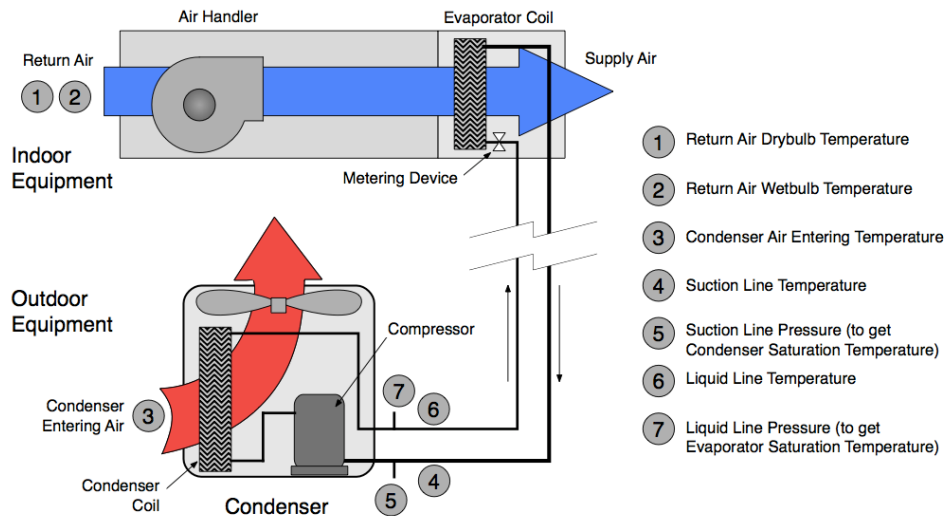 Air Handler
Evaporator Coil
Return Air
Supply Air
1 2
Indoor
Equipment
Metering Device
Outdoor
Equipment
Compressor
Condenser
Entering Air
3
7
6
Condenser
Coil
Condenser
5
4
1 Return Air Drybulb Temperature
2 Return Air Wetbulb Temperature
3 Condenser Air Entering Temperature
4 Suction Line Temperature
5 Suction Line Pressure (to get
Condenser Saturation Temperature)
6 Liquid Line Temperature
7 Liquid Line Pressure (to get
Evaporator Saturation Temperature)